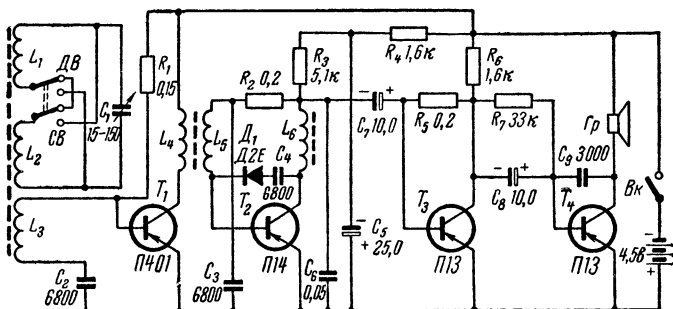 L₁
ДВ
СВ
L₂
C₁
15–150
R₁
0,15
L₃
C₂
6800
T₁
П401
L₄
L₅
R₂ 0,2
R₃
5,1к
R₄ 1,6к
R₆
1,6к
L₆
Д₁
Д2Е
C₄
6800
T₂
П14
C₃
6800
C₆
0,05
C₇ 10,0
– +
R₅ 0,2
R₇ 33к
–
C₅
+ 25,0
T₃
П13
– +
C₈ 10,0
C₉ 3000
T₄
П13
Гр
Вк
–
4,5в
+